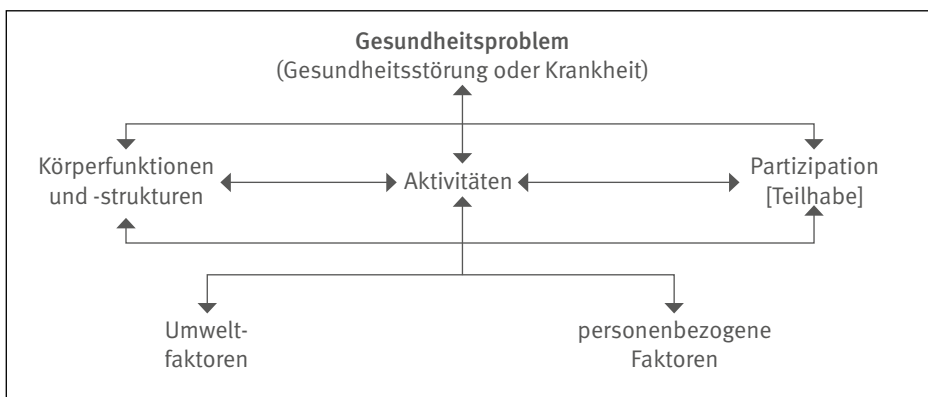 Gesundheitsproblem
(Gesundheitsstörung oder Krankheit)
Körperfunktionen
und -strukturen
Aktivitäten
Partizipation
[Teilhabe]
Umwelt-
faktoren
personenbezogene
Faktoren